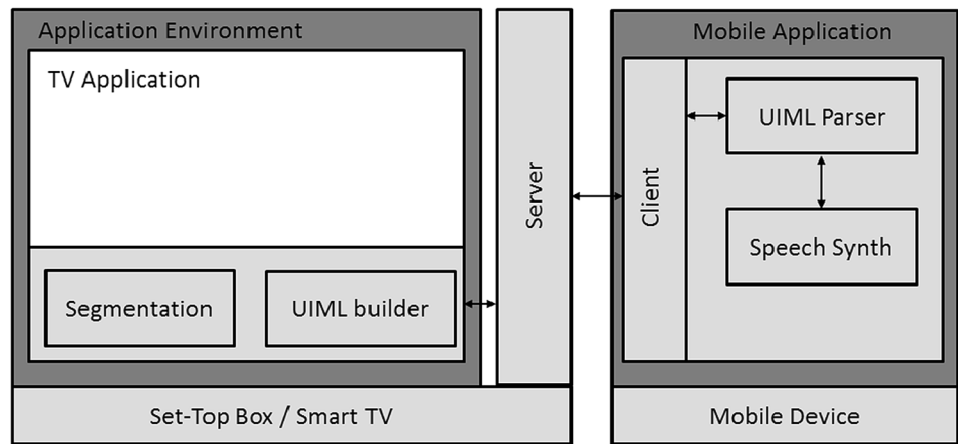 Application Environment
TV Application
Segmentation
UIML builder
Set-Top Box / Smart TV
Server
Mobile Application
Client
UIML Parser
Speech Synth
Mobile Device